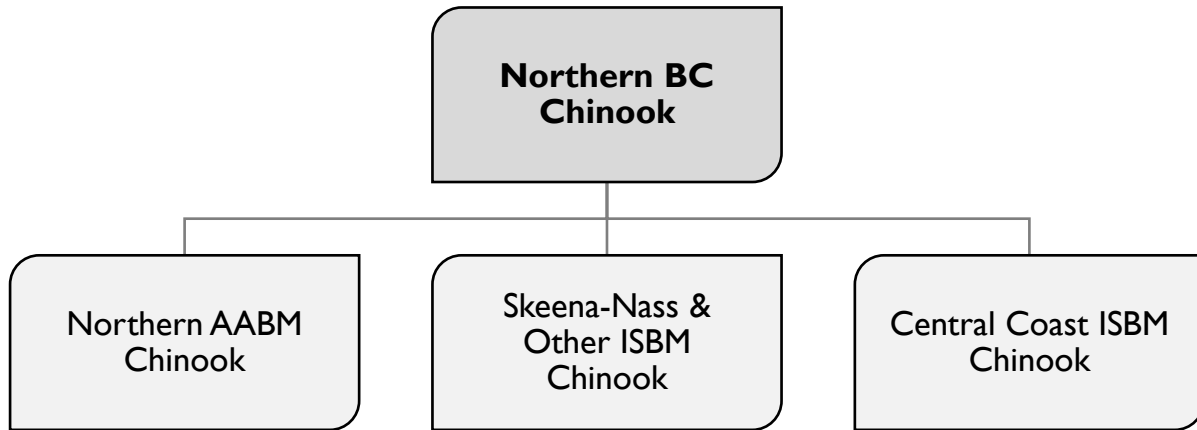 Northern BC
Chinook
Northern AABM
Chinook
Skeena-Nass &
Other ISBM
Chinook
Central Coast ISBM
Chinook